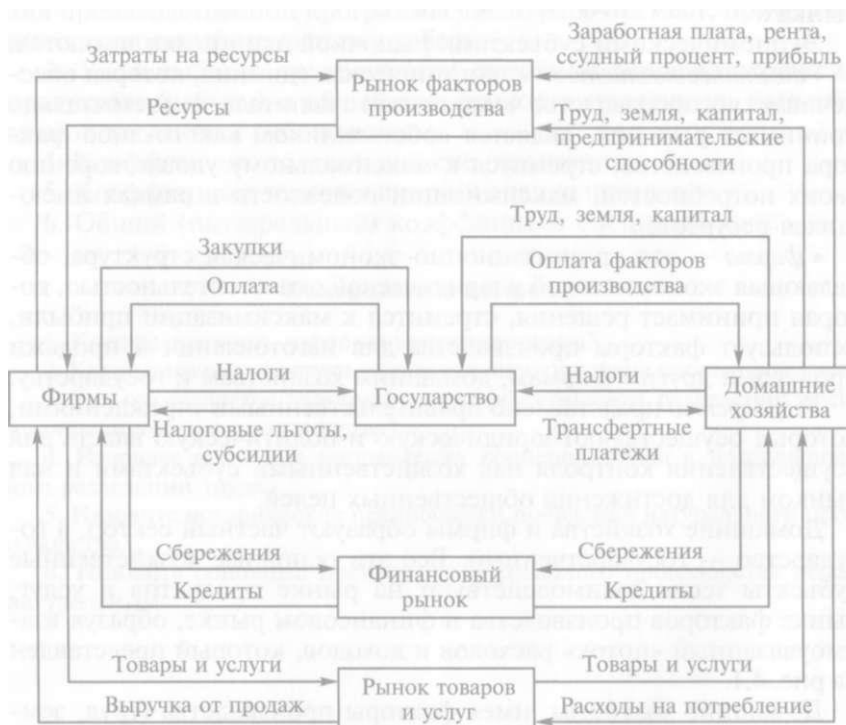 Затраты на ресурсы
Ресурсы
Рынок факторов
производства
Заработная плата, рента,
ссудный процент, прибыль
Труд, земля, капитал,
предпринимательские
способности
Труд, земля, капитал
Закупки
Оплата
Оплата факторов
производства
Фирмы
Налоги
Налоговые льготы,
субсидии
Государство
Налоги
Трансфертные
платежи
Домашние
хозяйства
Сбережения
Кредиты
Финансовый
рынок
Сбережения
Кредиты
Товары и услуги
Выручка от продаж
Рынок товаров
и услуг
Товары и услуги
Расходы на потребление